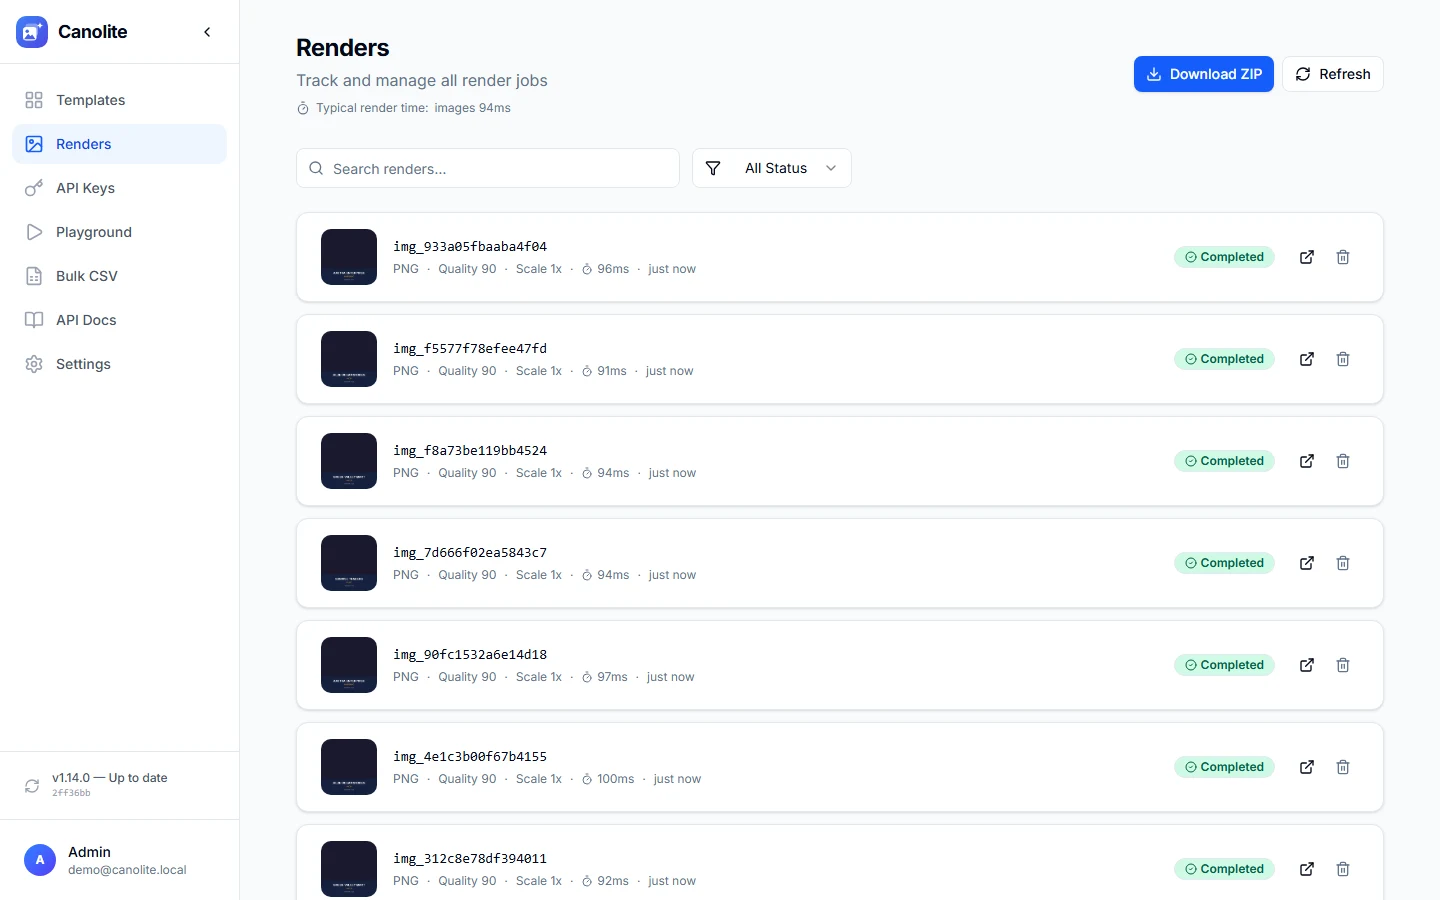 Canolite
Templates
Renders
API Keys
Playground
Bulk CSV
API Docs
Settings
v1.14.0 — Up to date
2ff36bb
A
Admin
demo@canolite.local
Renders
Track and manage all render jobs
Typical render time: images 94ms
Download ZIP
Refresh
Search renders...
All Status
img_933a05fbaaba4f04
PNG · Quality 90 · Scale 1x · 96ms · just now
Completed
img_f5577f78efee47fd
PNG · Quality 90 · Scale 1x · 91ms · just now
Completed
img_f8a73be119bb4524
PNG · Quality 90 · Scale 1x · 94ms · just now
Completed
img_7d666f02ea5843c7
PNG · Quality 90 · Scale 1x · 94ms · just now
Completed
img_90fc1532a6e14d18
PNG · Quality 90 · Scale 1x · 97ms · just now
Completed
img_4e1c3b00f67b4155
PNG · Quality 90 · Scale 1x · 100ms · just now
Completed
img_312c8e78df394011
PNG · Quality 90 · Scale 1x · 92ms · just now
Completed